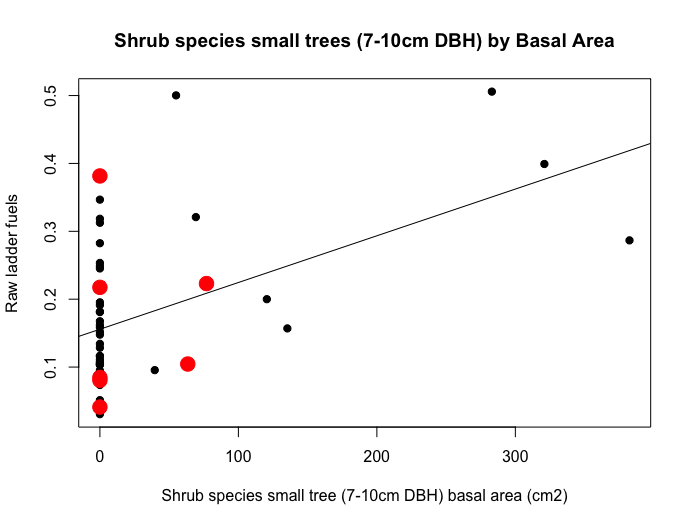 Shrub species small trees (7-10cm DBH) by Basal Area
Raw ladder fuels
0.5
0.4
0.3
0.2
0.1
0 100 200 300
Shrub species small tree (7-10cm DBH) basal area (cm2)